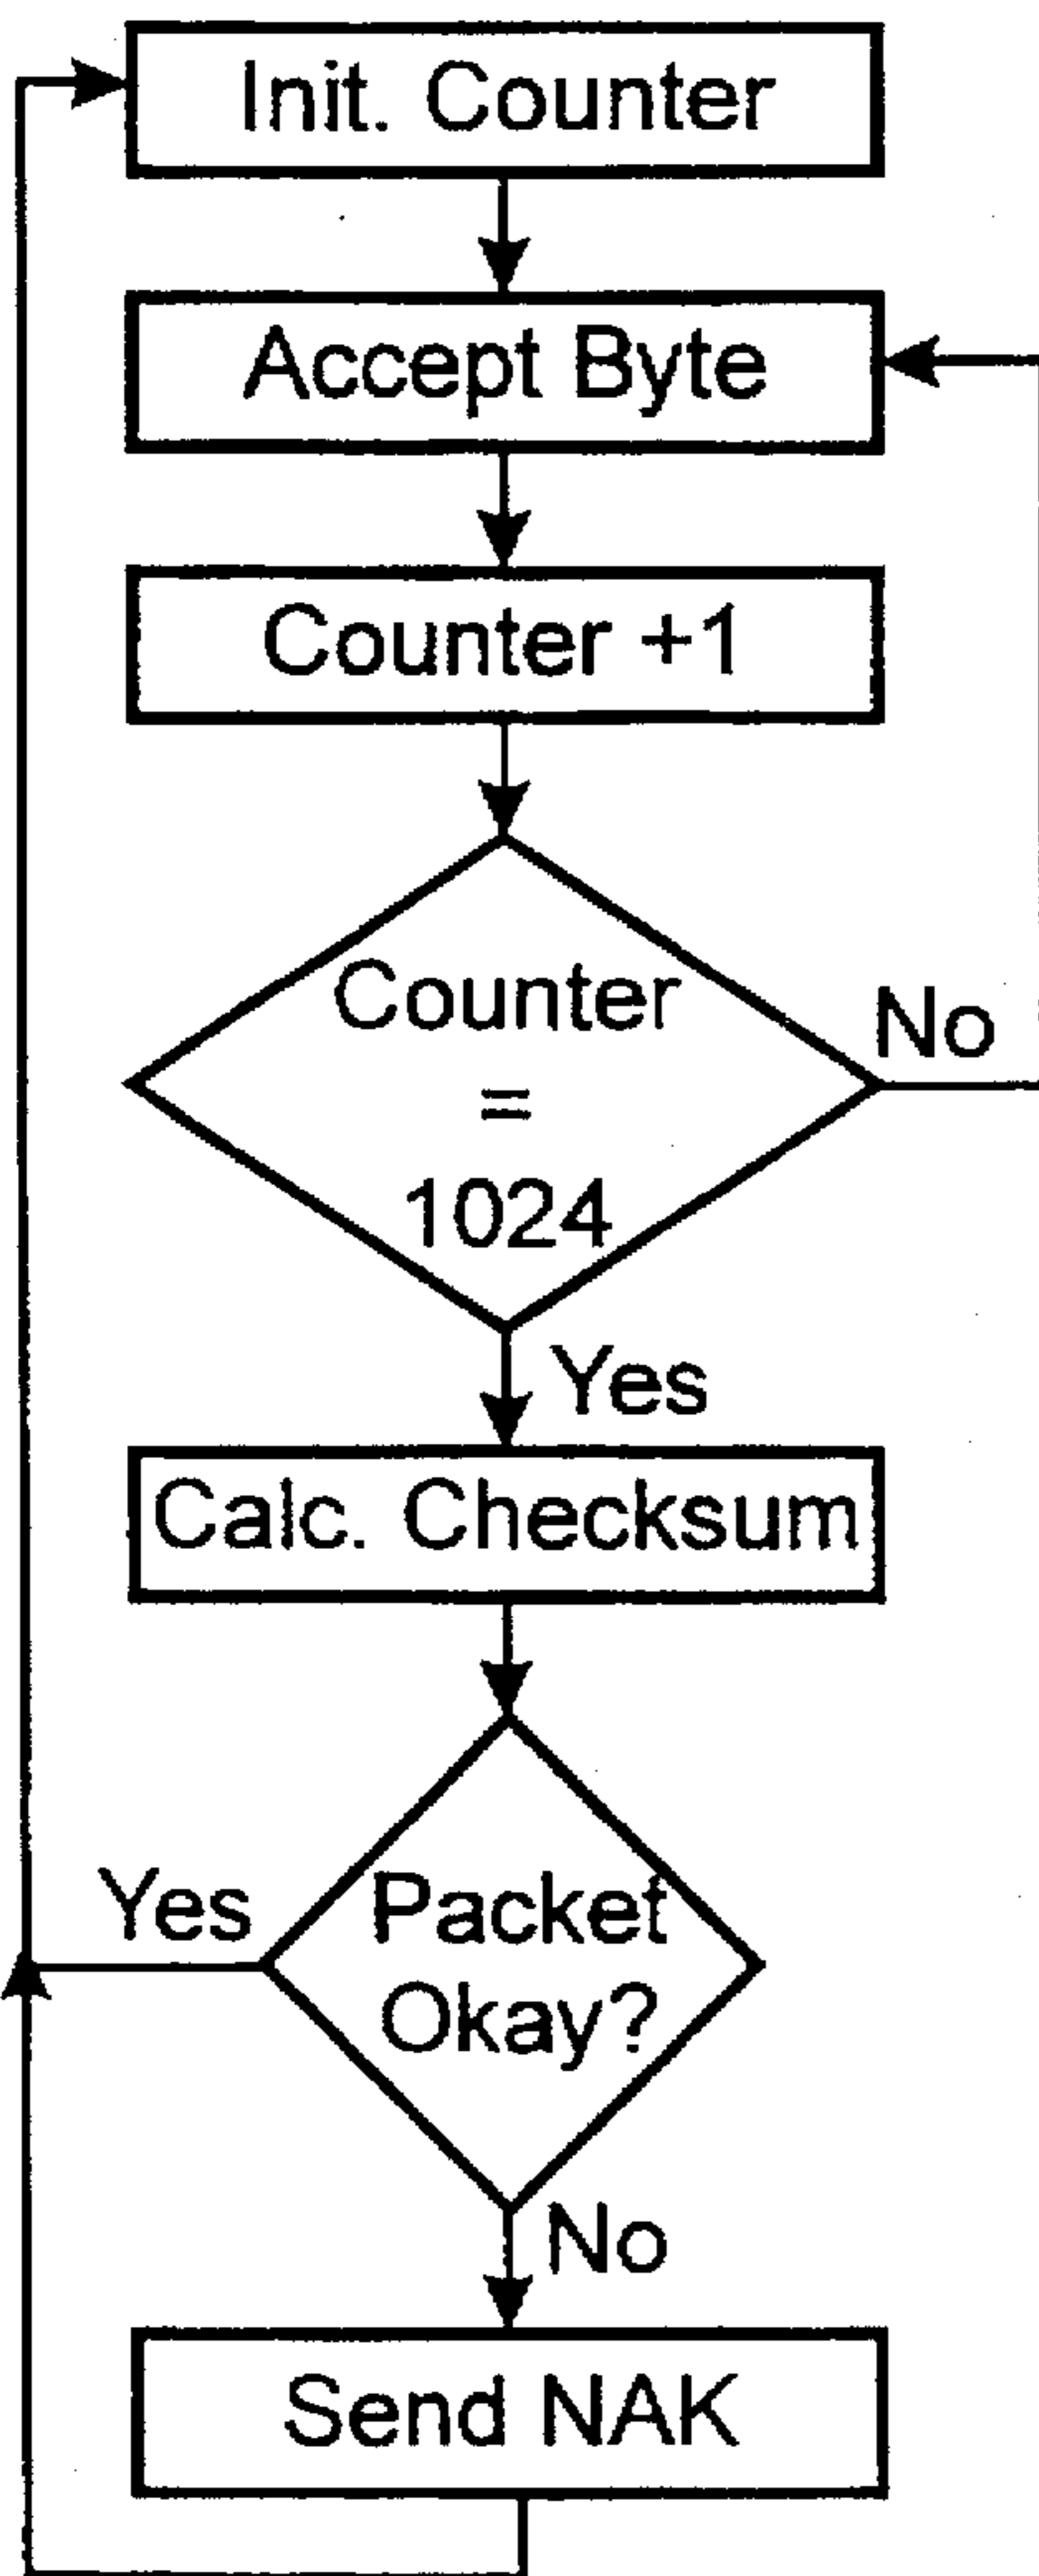 Init. Counter
Accept Byte
Counter +1
Counter
=
1024
No
Yes
Calc. Checksum
Packet
Okay?
Yes
No
Send NAK